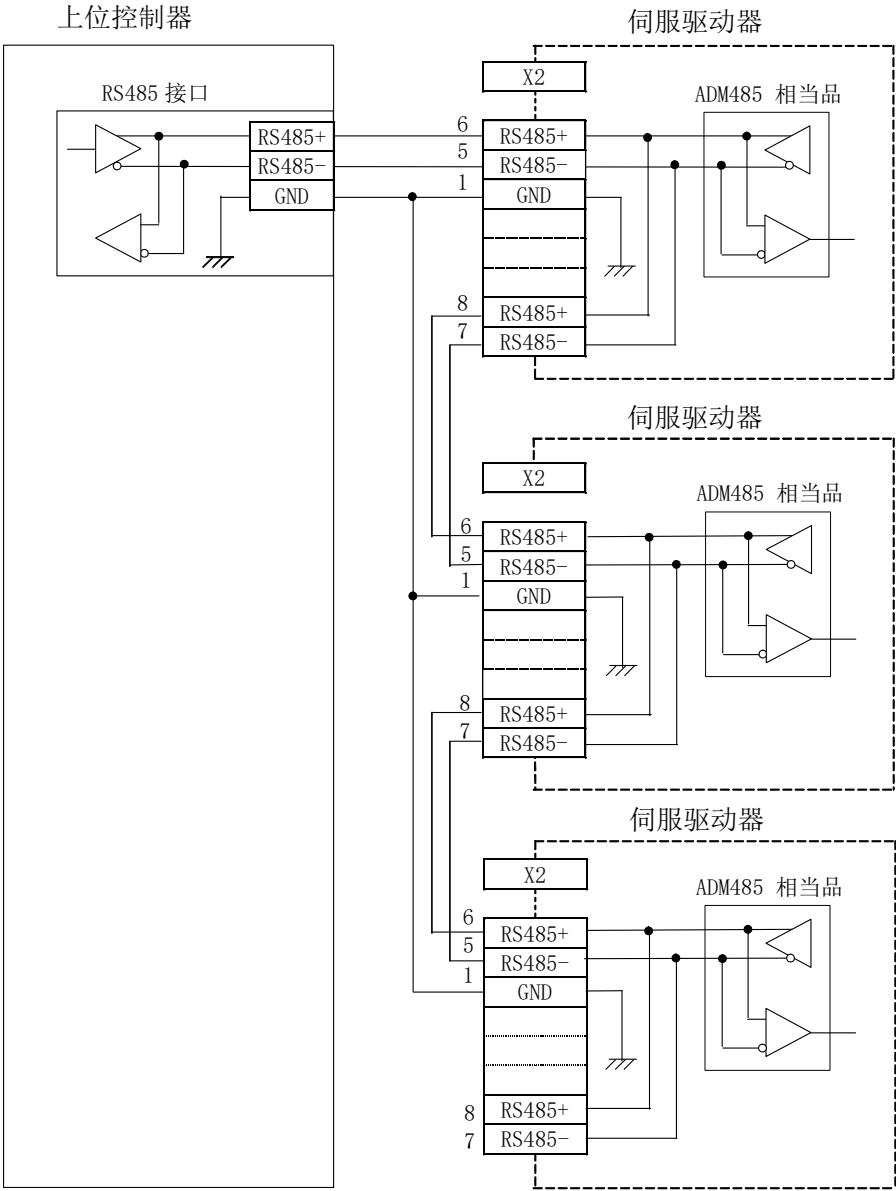 上位控制器
伺服驱动器
X2
RS485 接口
ADM485 相当品
RS485+
6
RS485+
RS485-
5
RS485-
GND
1
GND
8
RS485+
7
RS485-
伺服驱动器
X2
ADM485 相当品
6
RS485+
5
RS485-
1
GND
8
RS485+
7
RS485-
伺服驱动器
X2
ADM485 相当品
6
RS485+
5
RS485-
1
GND
8
RS485+
7
RS485-